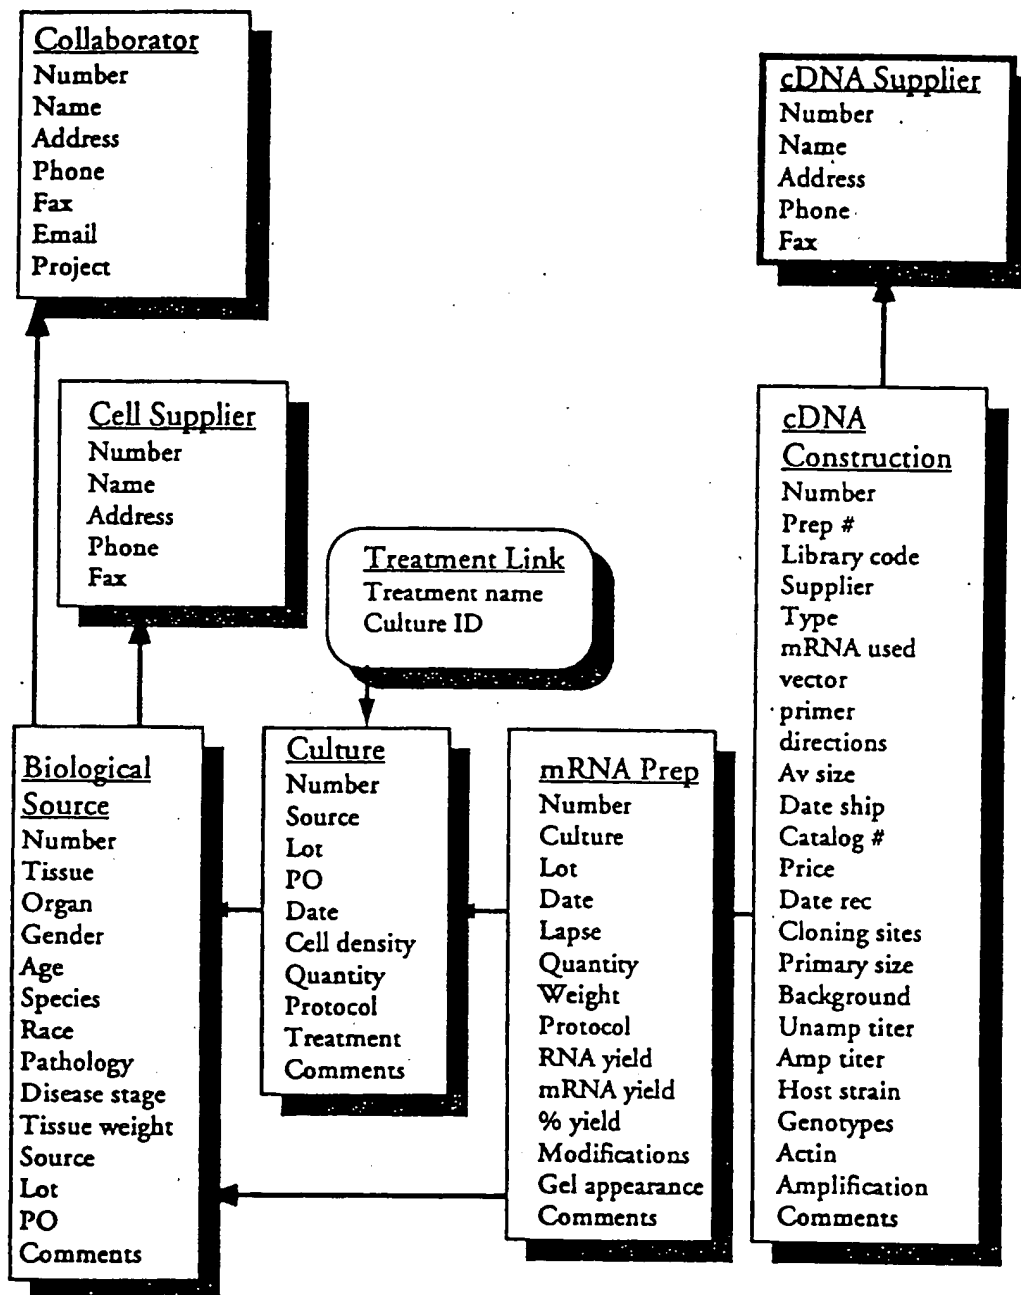 Collaborator
Number
Name
Address
Phone
Fax
Email
Project
cDNA Supplier
Number
Name
Address
Phone
Fax
Cell Supplier
Number
Name
Address
Phone
Fax
Treatment Link
Treatment name
Culture ID
Biological
Source
Number
Tissue
Organ
Gender
Age
Species
Race
Pathology
Disease stage
Tissue weight
Source
Lot
PO
Comments
Culture
Number
Source
Lot
PO
Date
Cell density
Quantity
Protocol
Treatment
Comments
mRNA Prep
Number
Culture
Lot
Date
Lapse
Quantity
Weight
Protocol
RNA yield
mRNA yield
% yield
Modifications
Gel appearance
Comments
cDNA
Construction
Number
Prep #
Library code
Supplier
Type
mRNA used
vector
primer
directions
Av size
Date ship
Catalog #
Price
Date rec
Cloning sites
Primary size
Background
Unamp titer
Amp titer
Host strain
Genotypes
Actin
Amplification
Comments